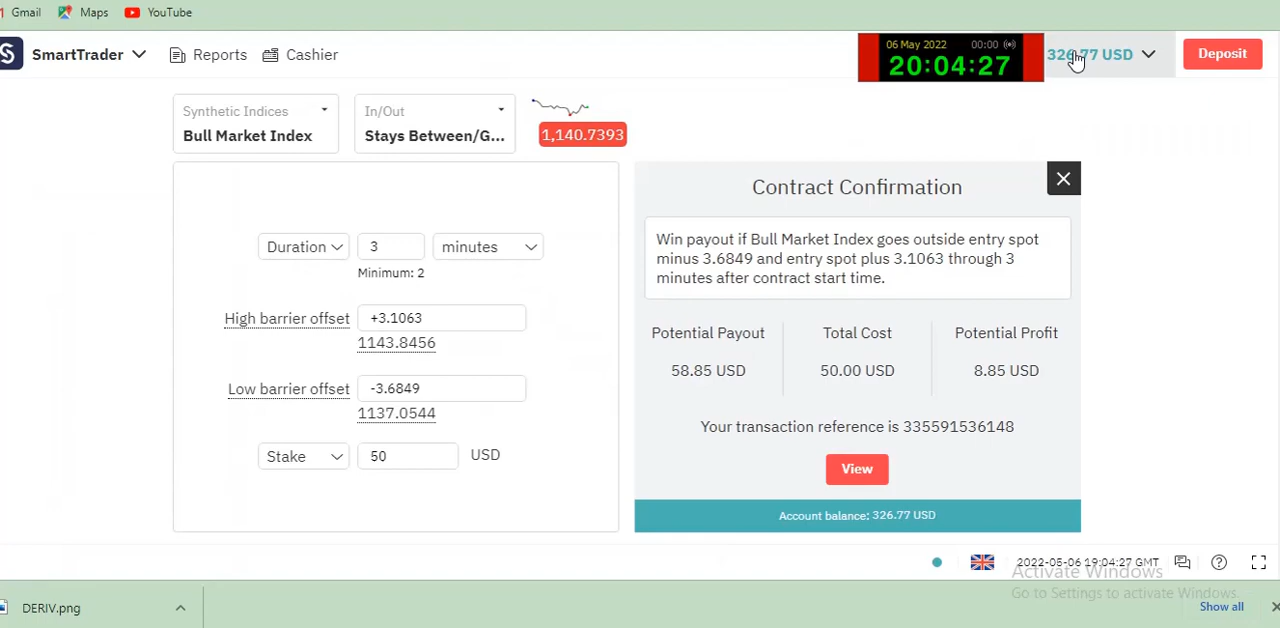 Gmail Maps YouTube
S SmartTrader Reports Cashier 06 May 2022 00:00 20:04:27 326.77 USD Deposit
Synthetic Indices
Bull Market Index
In/Out
Stays Between/G...
1,140.7393
Duration 3 minutes
Minimum: 2
High barrier offset +3.1063
1143.8456
Low barrier offset -3.6849
1137.0544
Stake 50 USD
Contract Confirmation
Win payout if Bull Market Index goes outside entry spot
minus 3.6849 and entry spot plus 3.1063 through 3
minutes after contract start time.
Potential Payout Total Cost Potential Profit
58.85 USD 50.00 USD 8.85 USD
Your transaction reference is 335591536148
View
Account balance: 326.77 USD
2022-05-06 19:04:27 GMT
Activate Windows
Go to Settings to activate Windows.
DERIV.png Show all